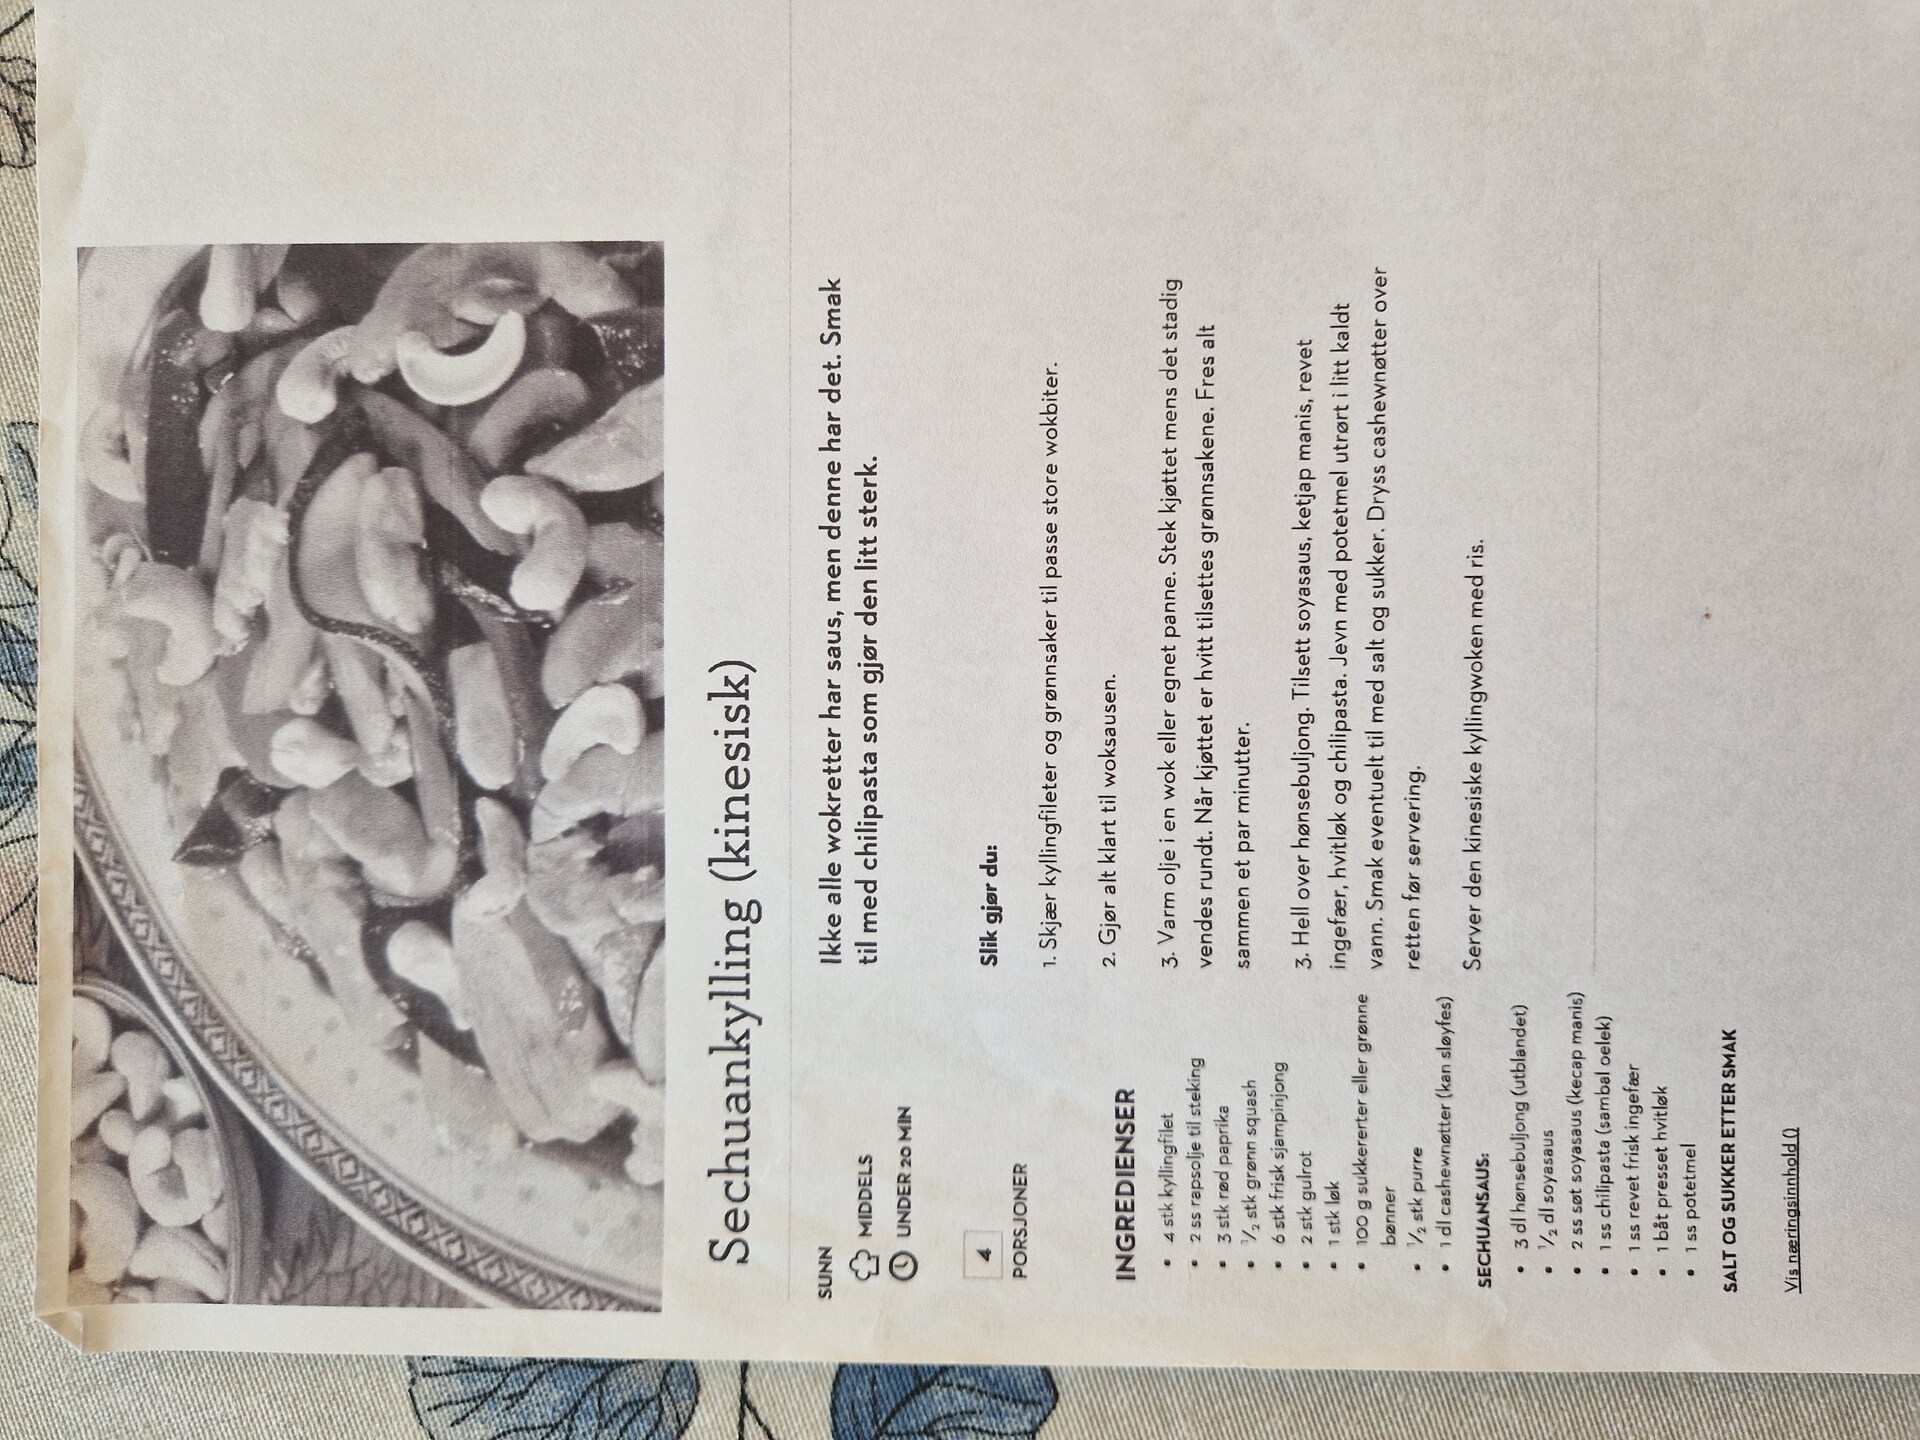 Sechuankylling (kinesisk)
SUNN
MIDDELS
UNDER 20 MIN
4
PORSJONER
INGREDIENSER
• 4 stk kyllingfilet
• 2 ss rapsolje til steking
• 3 stk rød paprika
• ½ stk grønn squash
• 6 stk frisk sjampinjong
• 2 stk gulrot
• 1 stk løk
• 100 g sukkererter eller grønne
bønner
• ½ stk purre
• 1 dl cashewnøtter (kan sløyfes)
SECHUANSAUS:
• 3 dl hønsebuljong (utblandet)
• ½ dl soyasaus
• 2 ss søt soyasaus (kecap manis)
• 1 ss chilipasta (sambal oelek)
• 1 ss revet frisk ingefær
• 1 båt presset hvitløk
• 1 ss potetmel
SALT OG SUKKER ETTER SMAK
Vis næringsinnhold ()
Ikke alle wokretter har saus, men denne har det. Smak
til med chilipasta som gjør den litt sterk.
Slik gjør du:
1. Skjær kyllingfileter og grønnsaker til passe store wokbiter.
2. Gjør alt klart til woksausen.
3. Varm olje i en wok eller egnet panne. Stek kjøttet mens det stadig
vendes rundt. Når kjøttet er hvitt tilsettes grønnsakene. Fres alt
sammen et par minutter.
3. Hell over hønsebuljong. Tilsett soyasaus, ketjap manis, revet
ingefær, hvitløk og chilipasta. Jevn med potetmel utrørt i litt kaldt
vann. Smak eventuelt til med salt og sukker. Dryss cashewnøtter over
retten før servering.
Server den kinesiske kyllingwoken med ris.